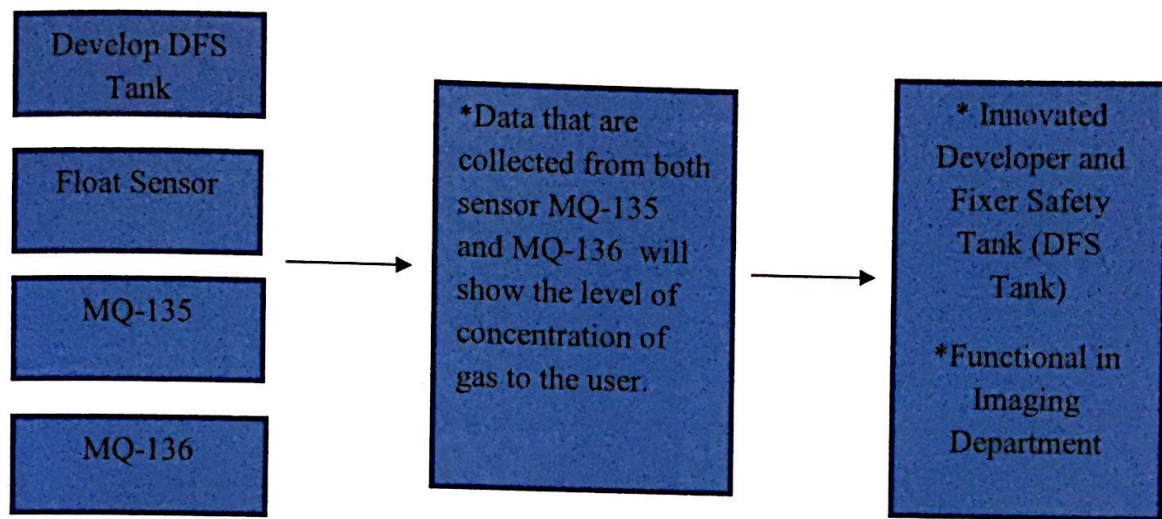 Develop DFS
Tank
Float Sensor
MQ-135
MQ-136
*Data that are
collected from both
sensor MQ-135
and MQ-136 will
show the level of
concentration of
gas to the user.
* Innovated
Developer and
Fixer Safety
Tank (DFS
Tank)
*Functional in
Imaging
Department